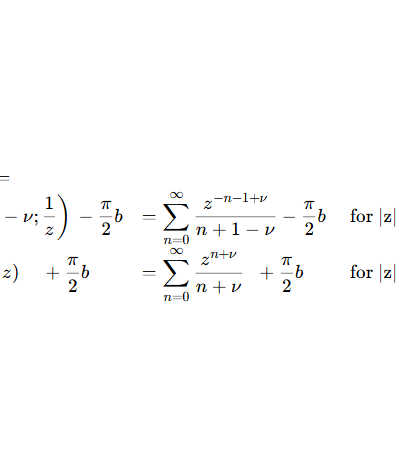 =
− ν; 1/z) − π/2 b = ∑_{n=0}^{∞} z^{−n−1+ν}/(n + 1 − ν) − π/2 b for |z|
z) + π/2 b = ∑_{n=0}^{∞} z^{n+ν}/(n + ν) + π/2 b for |z|